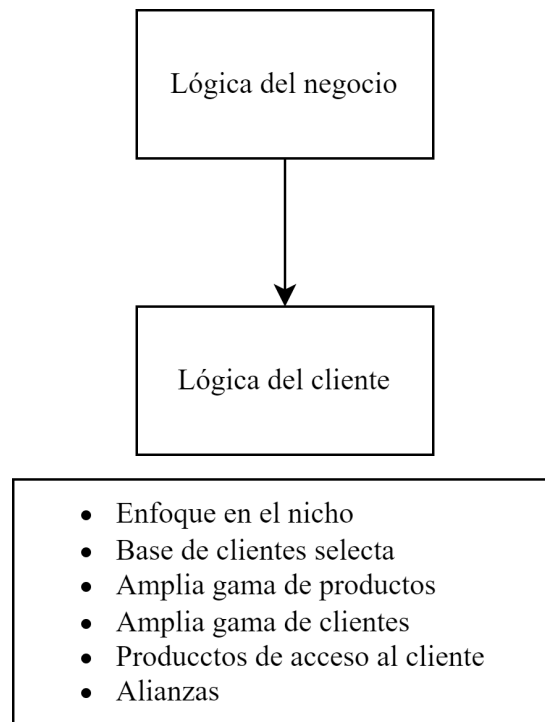 Lógica del negocio
Lógica del cliente
• Enfoque en el nicho
• Base de clientes selecta
• Amplia gama de productos
• Amplia gama de clientes
• Producctos de acceso al cliente
• Alianzas